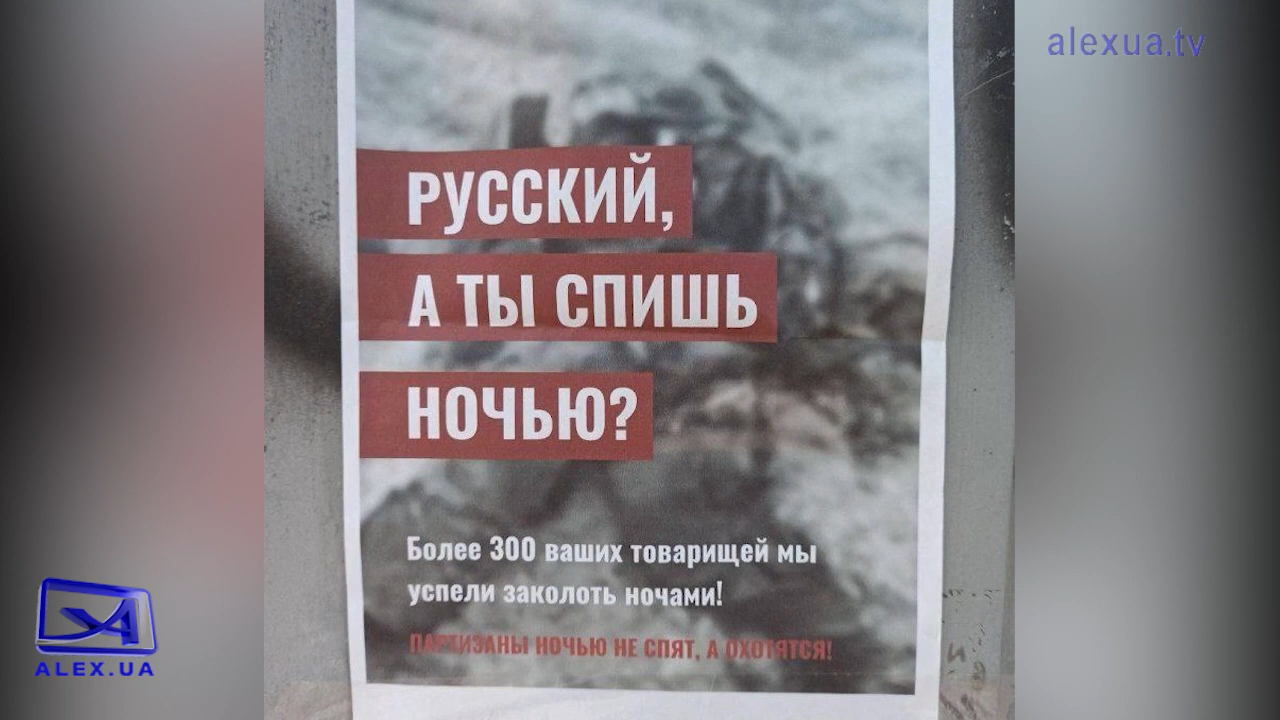 alexua.tv
РУССКИЙ,
А ТЫ СПИШЬ
НОЧЬЮ?
Более 300 ваших товарищей мы
успели заколоть ночами!
ПАРТИЗАНЫ НОЧЬЮ НЕ СПЯТ, А ОХОТЯТСЯ!
ALEX.UA